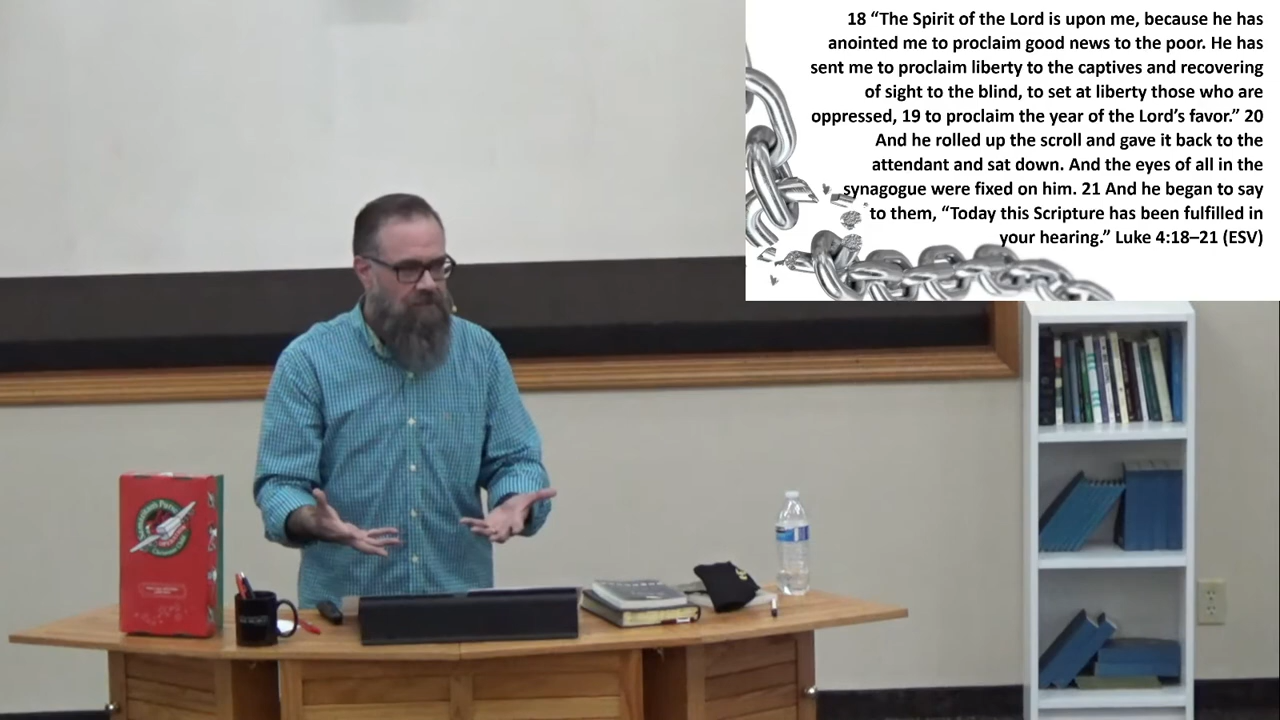 18 “The Spirit of the Lord is upon me, because he has
anointed me to proclaim good news to the poor. He has
sent me to proclaim liberty to the captives and recovering
of sight to the blind, to set at liberty those who are
oppressed, 19 to proclaim the year of the Lord’s favor.” 20
And he rolled up the scroll and gave it back to the
attendant and sat down. And the eyes of all in the
synagogue were fixed on him. 21 And he began to say
to them, “Today this Scripture has been fulfilled in
your hearing.” Luke 4:18–21 (ESV)